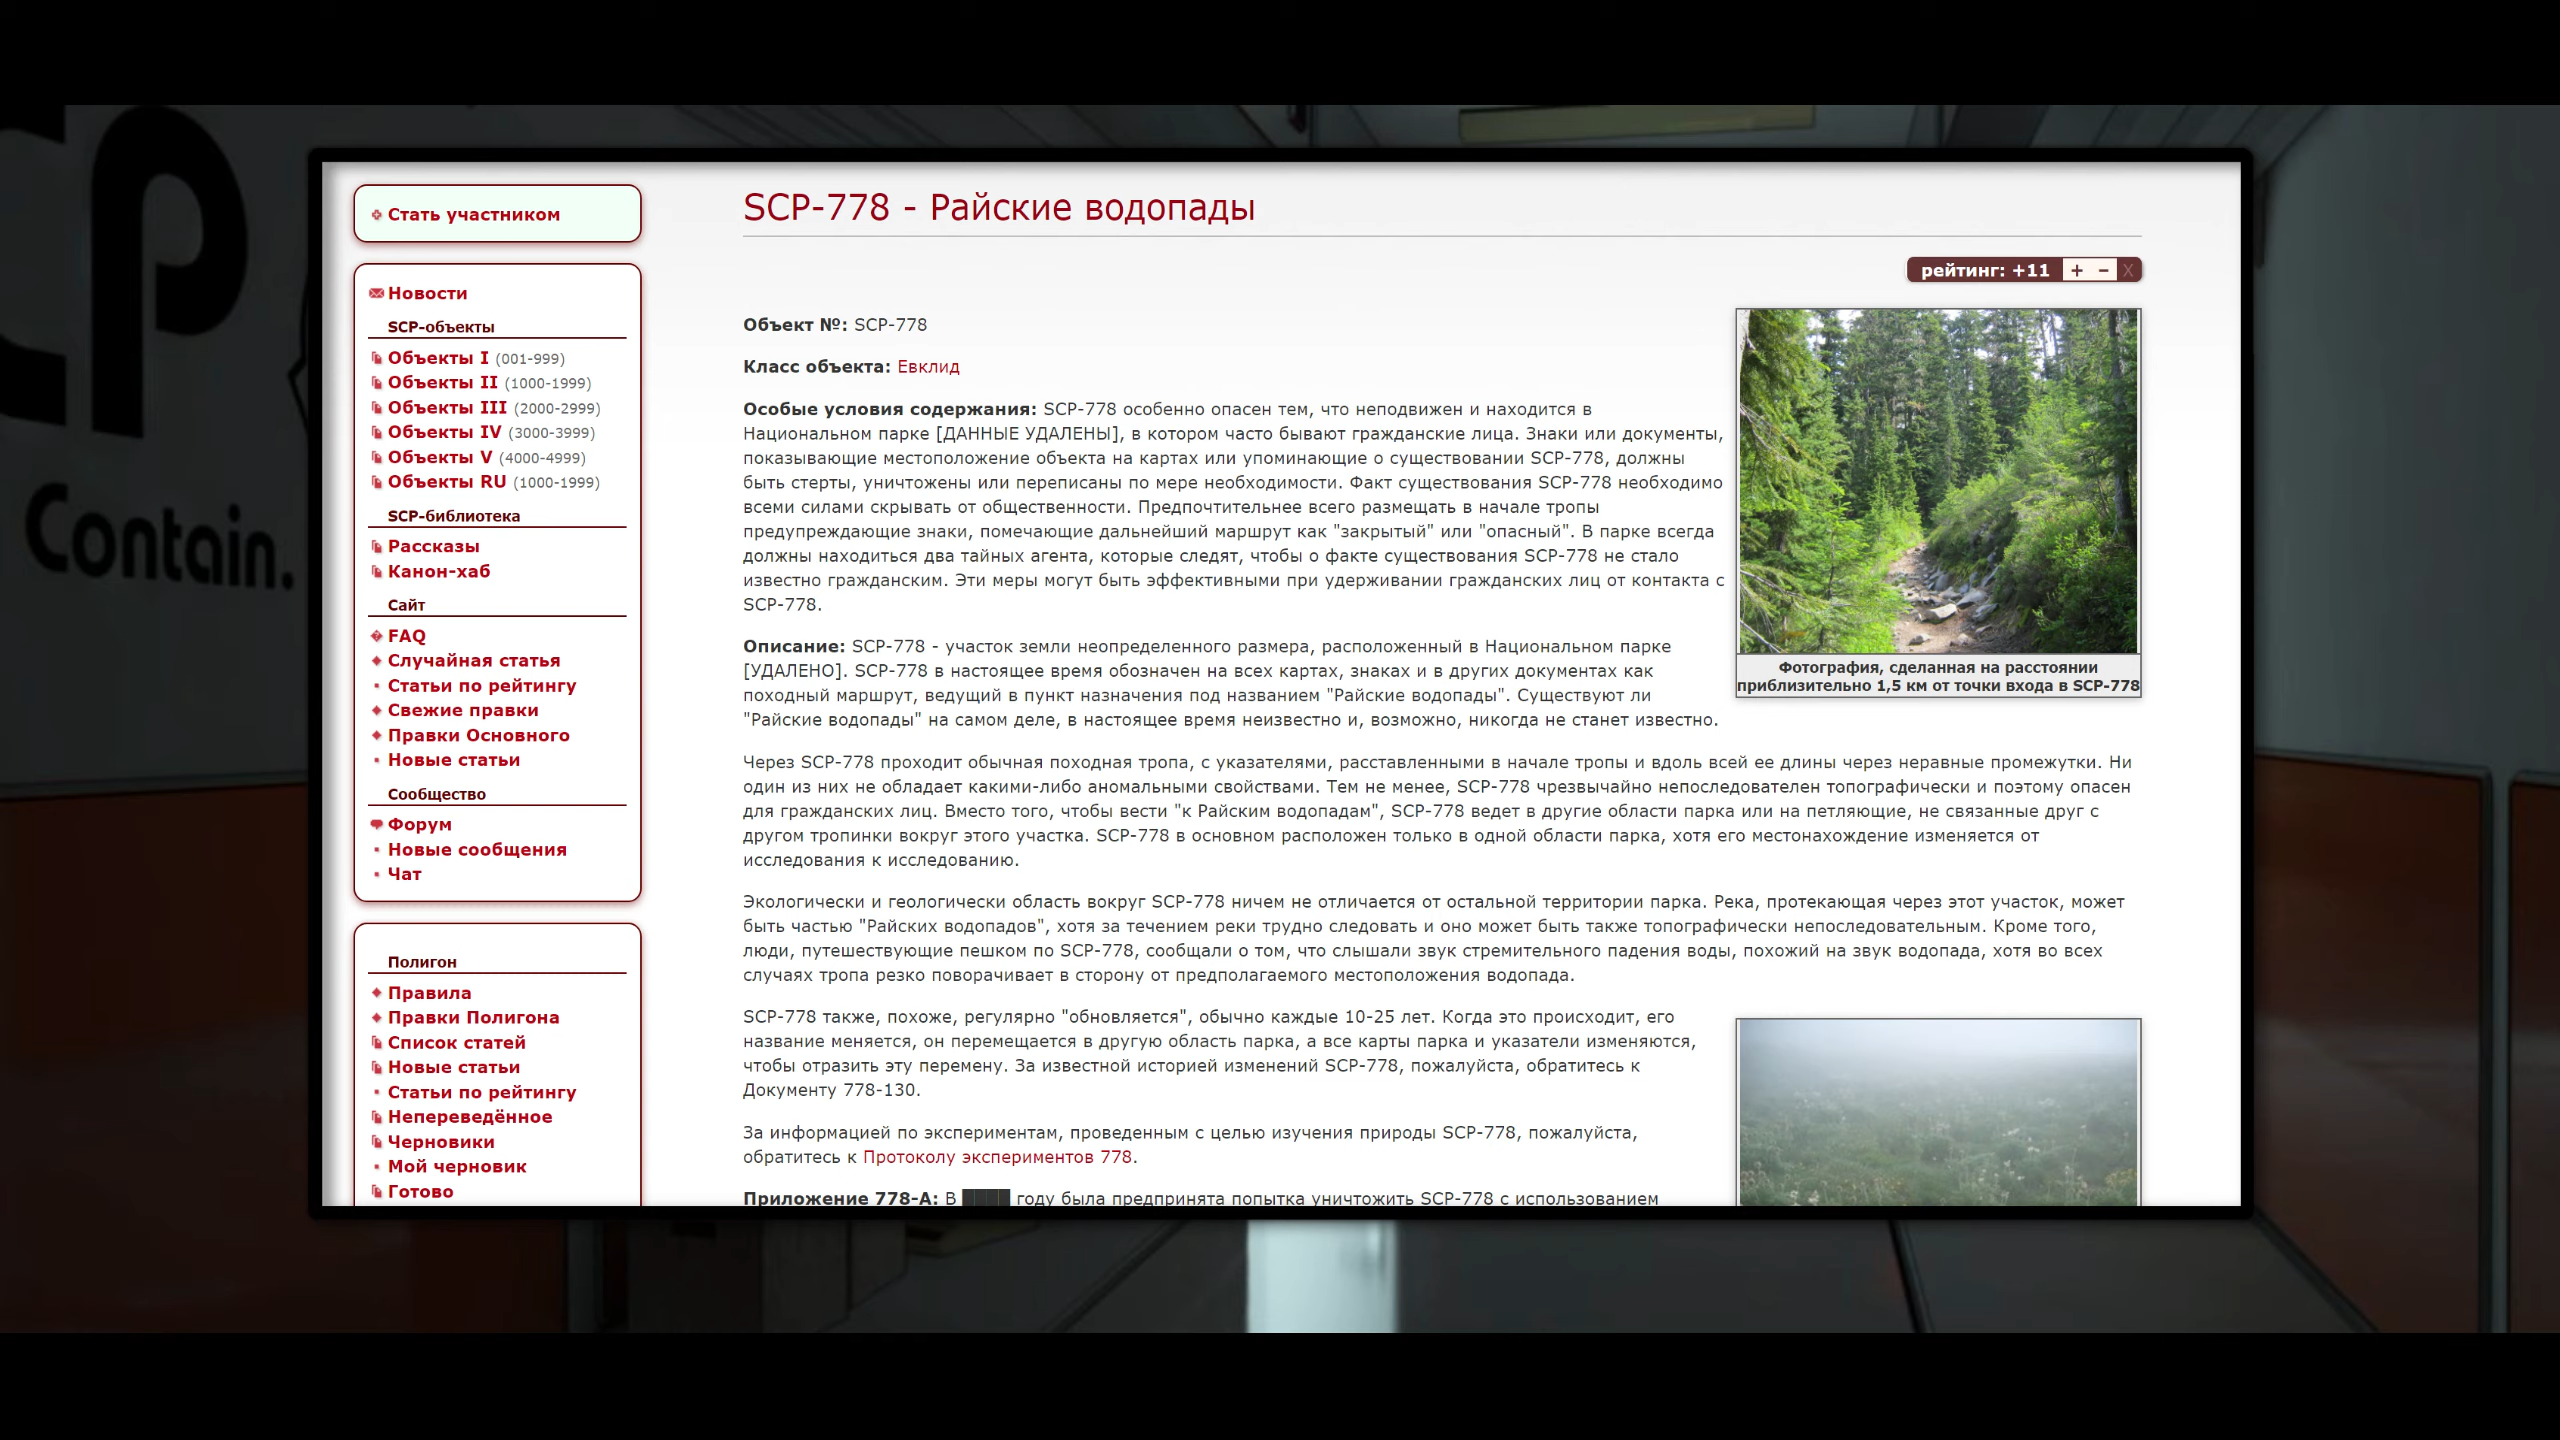 Contain.
Стать участником
Новости
SCP-объекты
Объекты I (001-999)
Объекты II (1000-1999)
Объекты III (2000-2999)
Объекты IV (3000-3999)
Объекты V (4000-4999)
Объекты RU (1000-1999)
SCP-библиотека
Рассказы
Канон-хаб
Сайт
FAQ
Случайная статья
Статьи по рейтингу
Свежие правки
Правки Основного
Новые статьи
Сообщество
Форум
Новые сообщения
Чат
Полигон
Правила
Правки Полигона
Список статей
Новые статьи
Статьи по рейтингу
Непереведённое
Черновики
Мой черновик
Готово
SCP-778 - Райские водопады
рейтинг: +11 + − X
Объект №: SCP-778
Класс объекта: Евклид
Особые условия содержания: SCP-778 особенно опасен тем, что неподвижен и находится в
Национальном парке [ДАННЫЕ УДАЛЕНЫ], в котором часто бывают гражданские лица. Знаки или документы,
показывающие местоположение объекта на картах или упоминающие о существовании SCP-778, должны
быть стерты, уничтожены или переписаны по мере необходимости. Факт существования SCP-778 необходимо
всеми силами скрывать от общественности. Предпочтительнее всего размещать в начале тропы
предупреждающие знаки, помечающие дальнейший маршрут как "закрытый" или "опасный". В парке всегда
должны находиться два тайных агента, которые следят, чтобы о факте существования SCP-778 не стало
известно гражданским. Эти меры могут быть эффективными при удерживании гражданских лиц от контакта с
SCP-778.
Фотография, сделанная на расстоянии
приблизительно 1,5 км от точки входа в SCP-778
Описание: SCP-778 - участок земли неопределенного размера, расположенный в Национальном парке
[УДАЛЕНО]. SCP-778 в настоящее время обозначен на всех картах, знаках и в других документах как
походный маршрут, ведущий в пункт назначения под названием "Райские водопады". Существуют ли
"Райские водопады" на самом деле, в настоящее время неизвестно и, возможно, никогда не станет известно.
Через SCP-778 проходит обычная походная тропа, с указателями, расставленными в начале тропы и вдоль всей ее длины через неравные промежутки. Ни
один из них не обладает какими-либо аномальными свойствами. Тем не менее, SCP-778 чрезвычайно непоследователен топографически и поэтому опасен
для гражданских лиц. Вместо того, чтобы вести "к Райским водопадам", SCP-778 ведет в другие области парка или на петляющие, не связанные друг с
другом тропинки вокруг этого участка. SCP-778 в основном расположен только в одной области парка, хотя его местонахождение изменяется от
исследования к исследованию.
Экологически и геологически область вокруг SCP-778 ничем не отличается от остальной территории парка. Река, протекающая через этот участок, может
быть частью "Райских водопадов", хотя за течением реки трудно следовать и оно может быть также топографически непоследовательным. Кроме того,
люди, путешествующие пешком по SCP-778, сообщали о том, что слышали звук стремительного падения воды, похожий на звук водопада, хотя во всех
случаях тропа резко поворачивает в сторону от предполагаемого местоположения водопада.
SCP-778 также, похоже, регулярно "обновляется", обычно каждые 10-25 лет. Когда это происходит, его
название меняется, он перемещается в другую область парка, а все карты парка и указатели изменяются,
чтобы отразить эту перемену. За известной историей изменений SCP-778, пожалуйста, обратитесь к
Документу 778-130.
За информацией по экспериментам, проведенным с целью изучения природы SCP-778, пожалуйста,
обратитесь к Протоколу экспериментов 778.
Приложение 778-А: В ████ году была предпринята попытка уничтожить SCP-778 с использованием